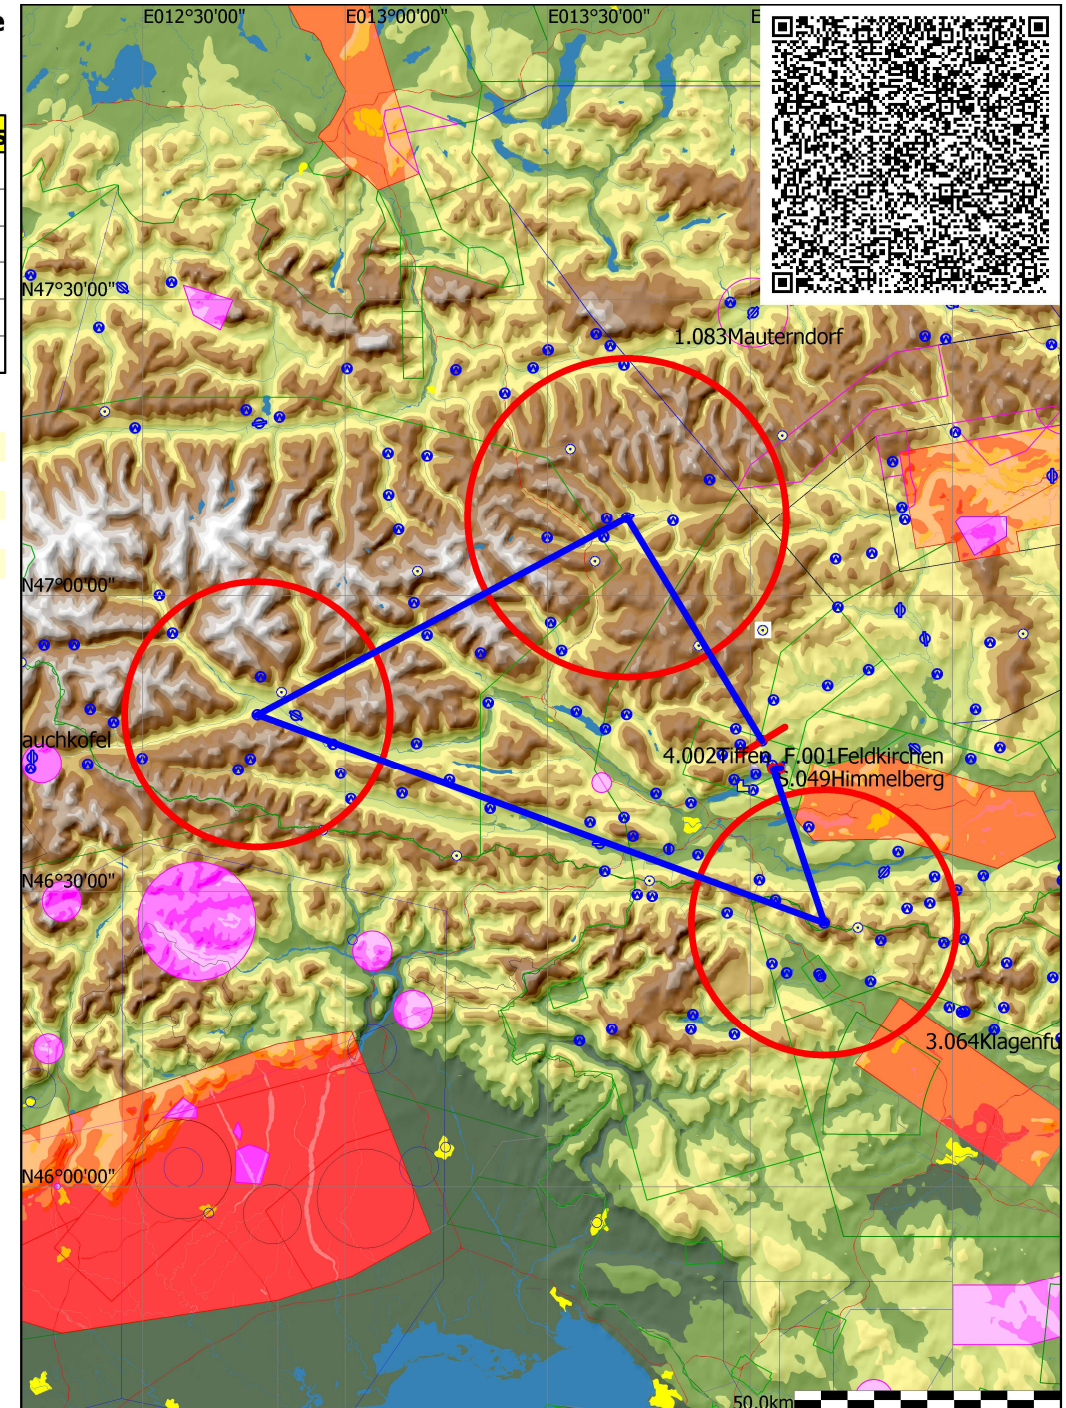 E012°30'00"
E013°00'00"
E013°30'00"
E
N47°30'00"
1.083Mauterndorf
N47°00'00"
auchkofel
4.002Tiffen
F.001Feldkirchen
S.049Himmelberg
N46°30'00"
3.064Klagenfu
N46°00'00"
50.0km